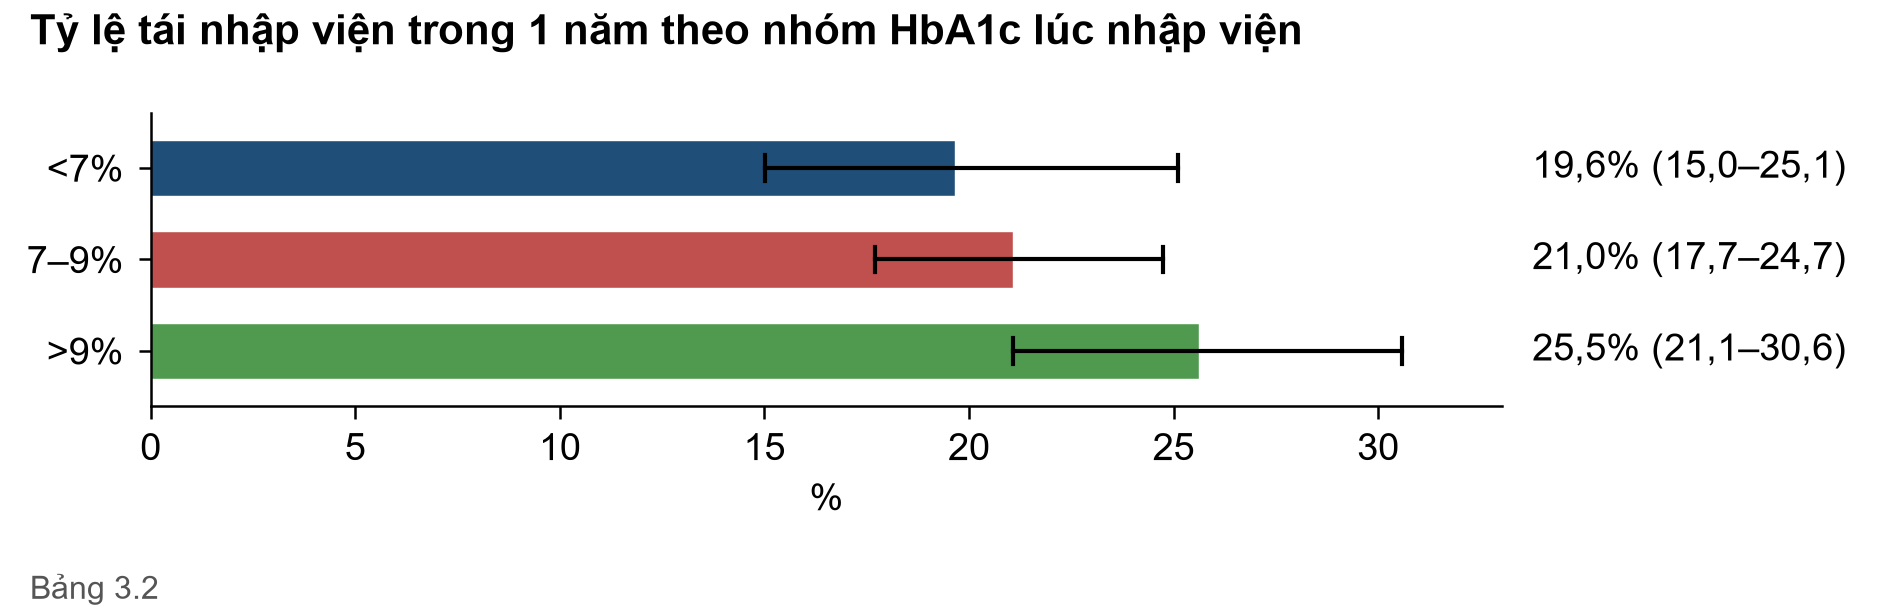 Tỷ lệ tái nhập viện trong 1 năm theo nhóm HbA1c lúc nhập viện
<7% 19,6% (15,0–25,1)
7–9% 21,0% (17,7–24,7)
>9% 25,5% (21,1–30,6)
0 5 10 15 20 25 30
%
Bảng 3.2